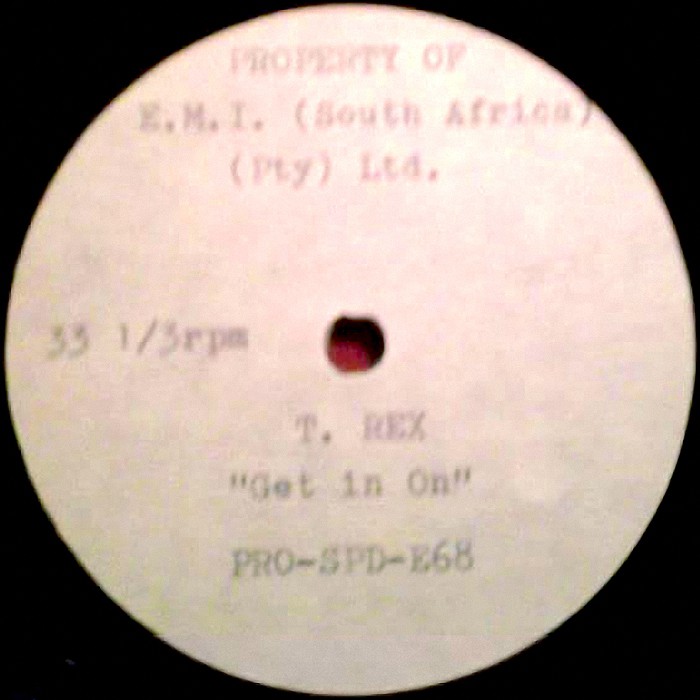 PROPERTY OF
E.M.I. (South Africa)
(Pty) Ltd.
33 1/3rpm
T. REX
"Get in On"
PRO-SPD-E68